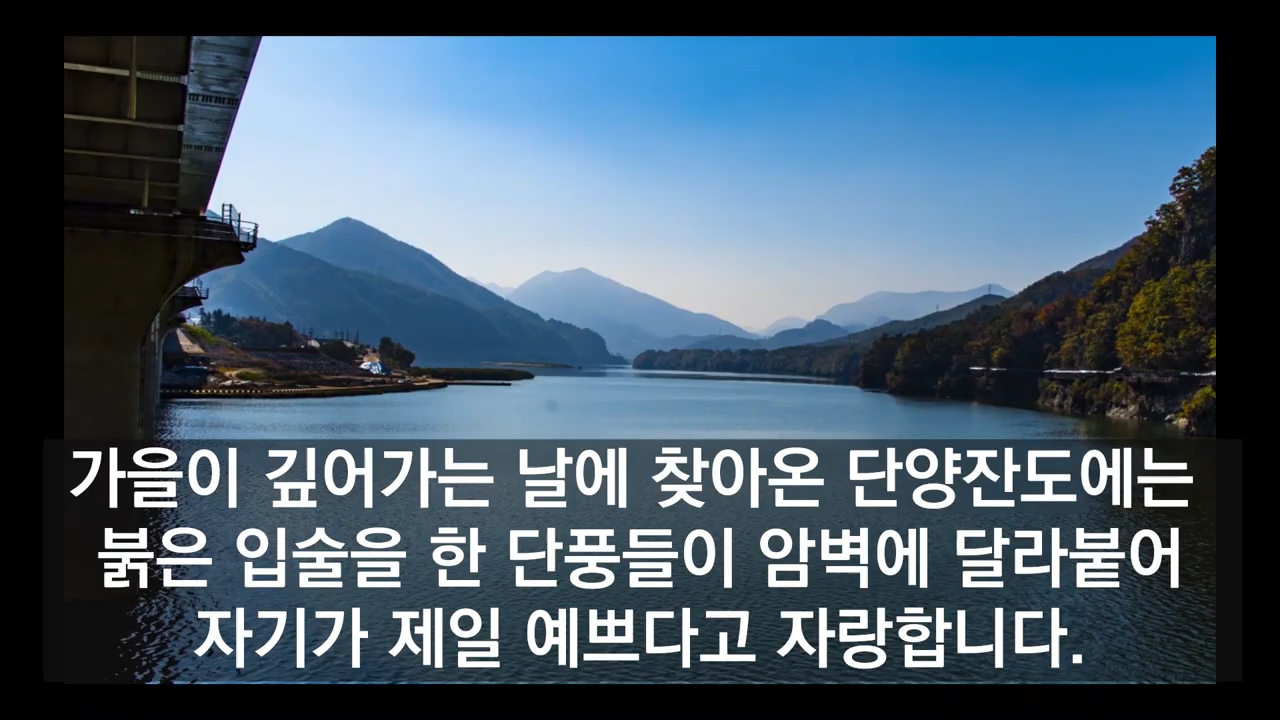 가을이 깊어가는 날에 찾아온 단양잔도에는
붉은 입술을 한 단풍들이 암벽에 달라붙어
자기가 제일 예쁘다고 자랑합니다.